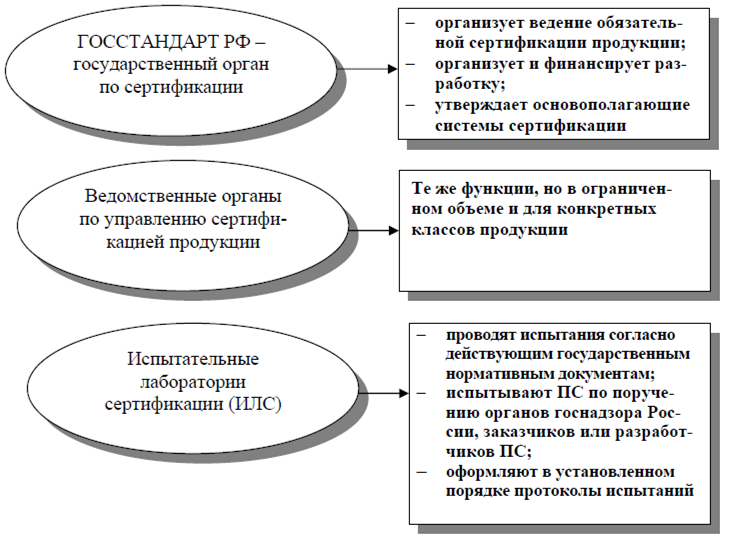 ГОССТАНДАРТ РФ –
государственный орган
по сертификации
– организует ведение обязатель-
ной сертификации продукции;
– организует и финансирует раз-
работку;
– утверждает основополагающие
системы сертификации
Ведомственные органы
по управлению сертифи-
кацией продукции
Те же функции, но в ограничен-
ном объеме и для конкретных
классов продукции
Испытательные
лаборатории
сертификации (ИЛС)
– проводят испытания согласно
действующим государственным
нормативным документам;
– испытывают ПС по поруче-
нию органов госнадзора Рос-
сии, заказчиков или разработ-
чиков ПС;
– оформляют в установленном
порядке протоколы испытаний